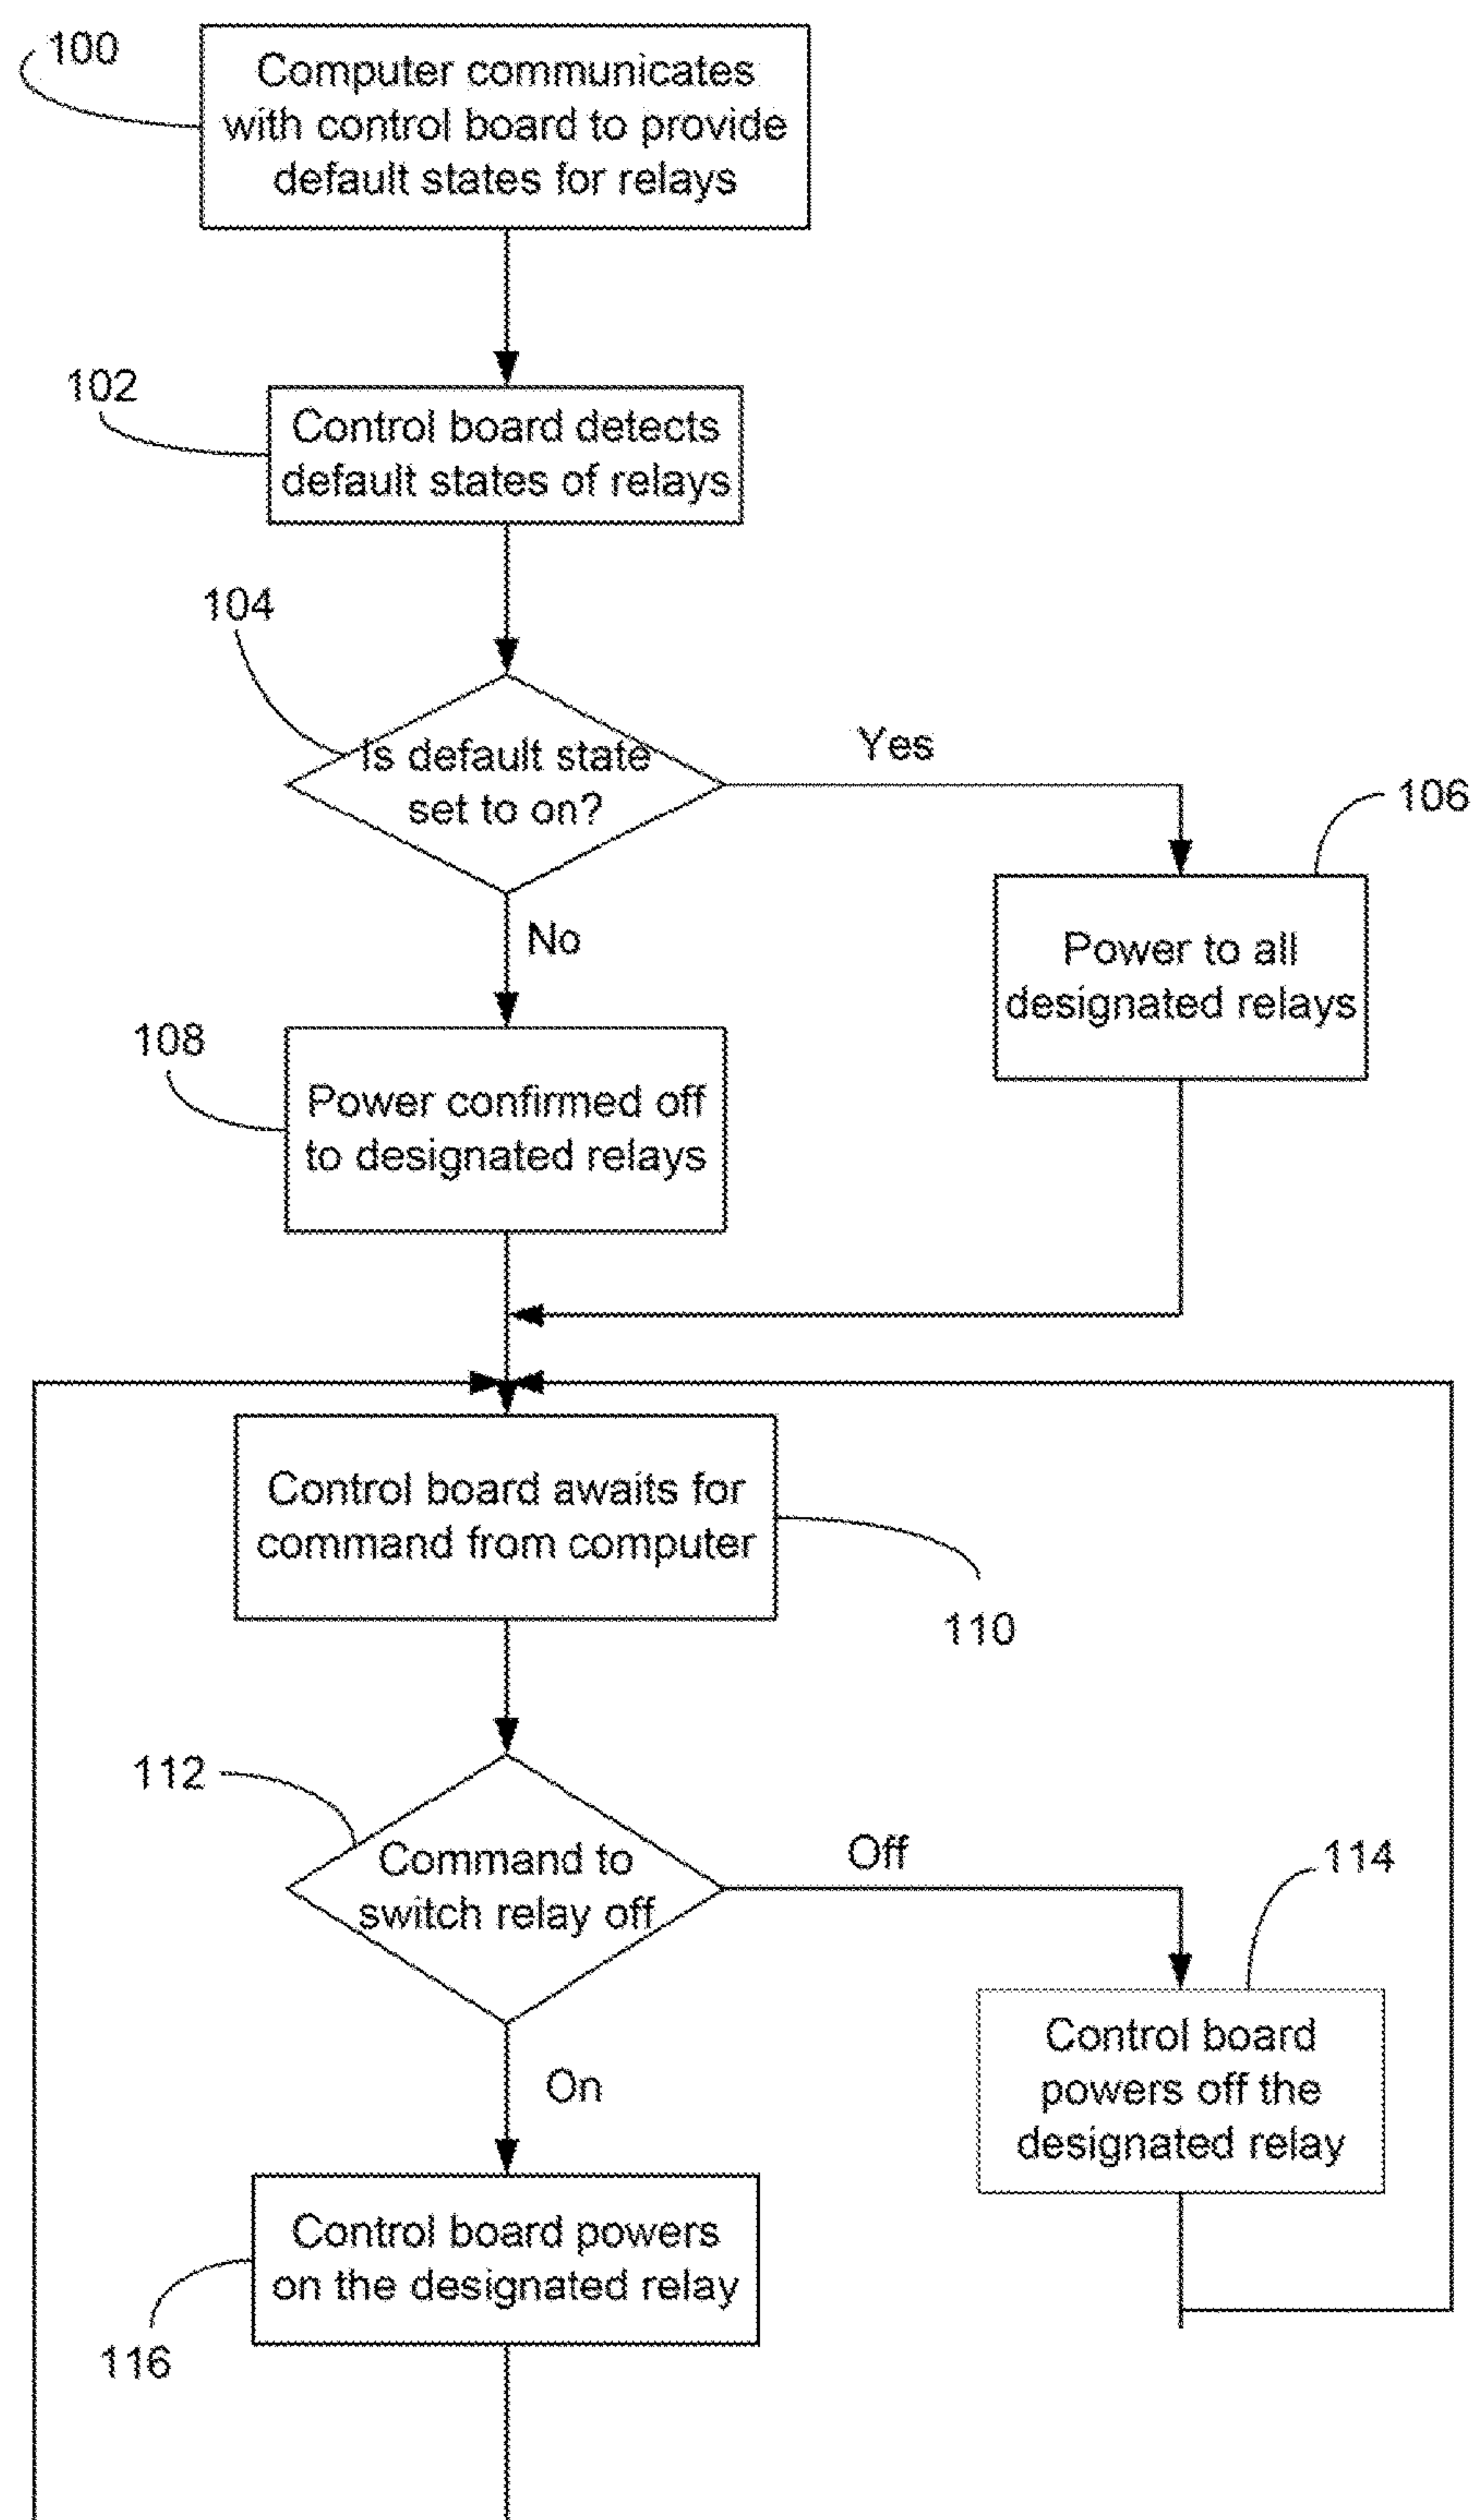 100
Computer communicates
with control board to provide
default states for relays
102
Control board detects
default states of relays
104
Is default state
set to on?
Yes
106
Power to all
designated relays
No
108
Power confirmed off
to designated relays
Control board awaits for
command from computer
110
112
Command to
switch relay off
Off
114
Control board
powers off the
designated relay
On
Control board powers
on the designated relay
116